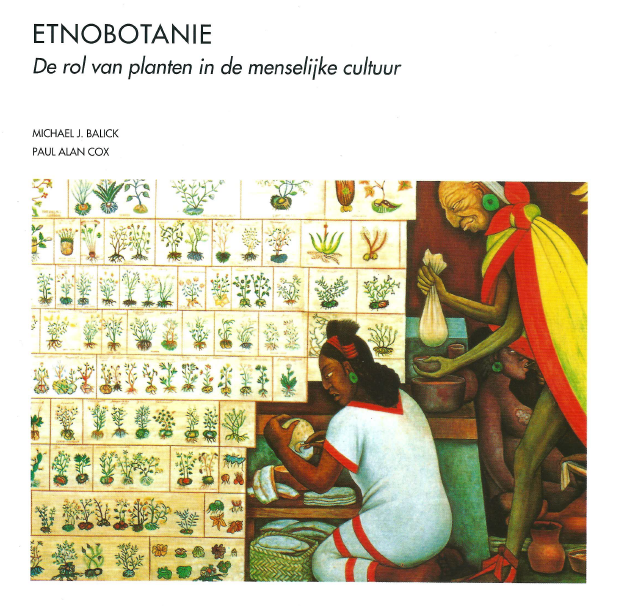 ETNOBOTANIE
De rol van planten in de menselijke cultuur
MICHAEL J. BALICK
PAUL ALAN COX